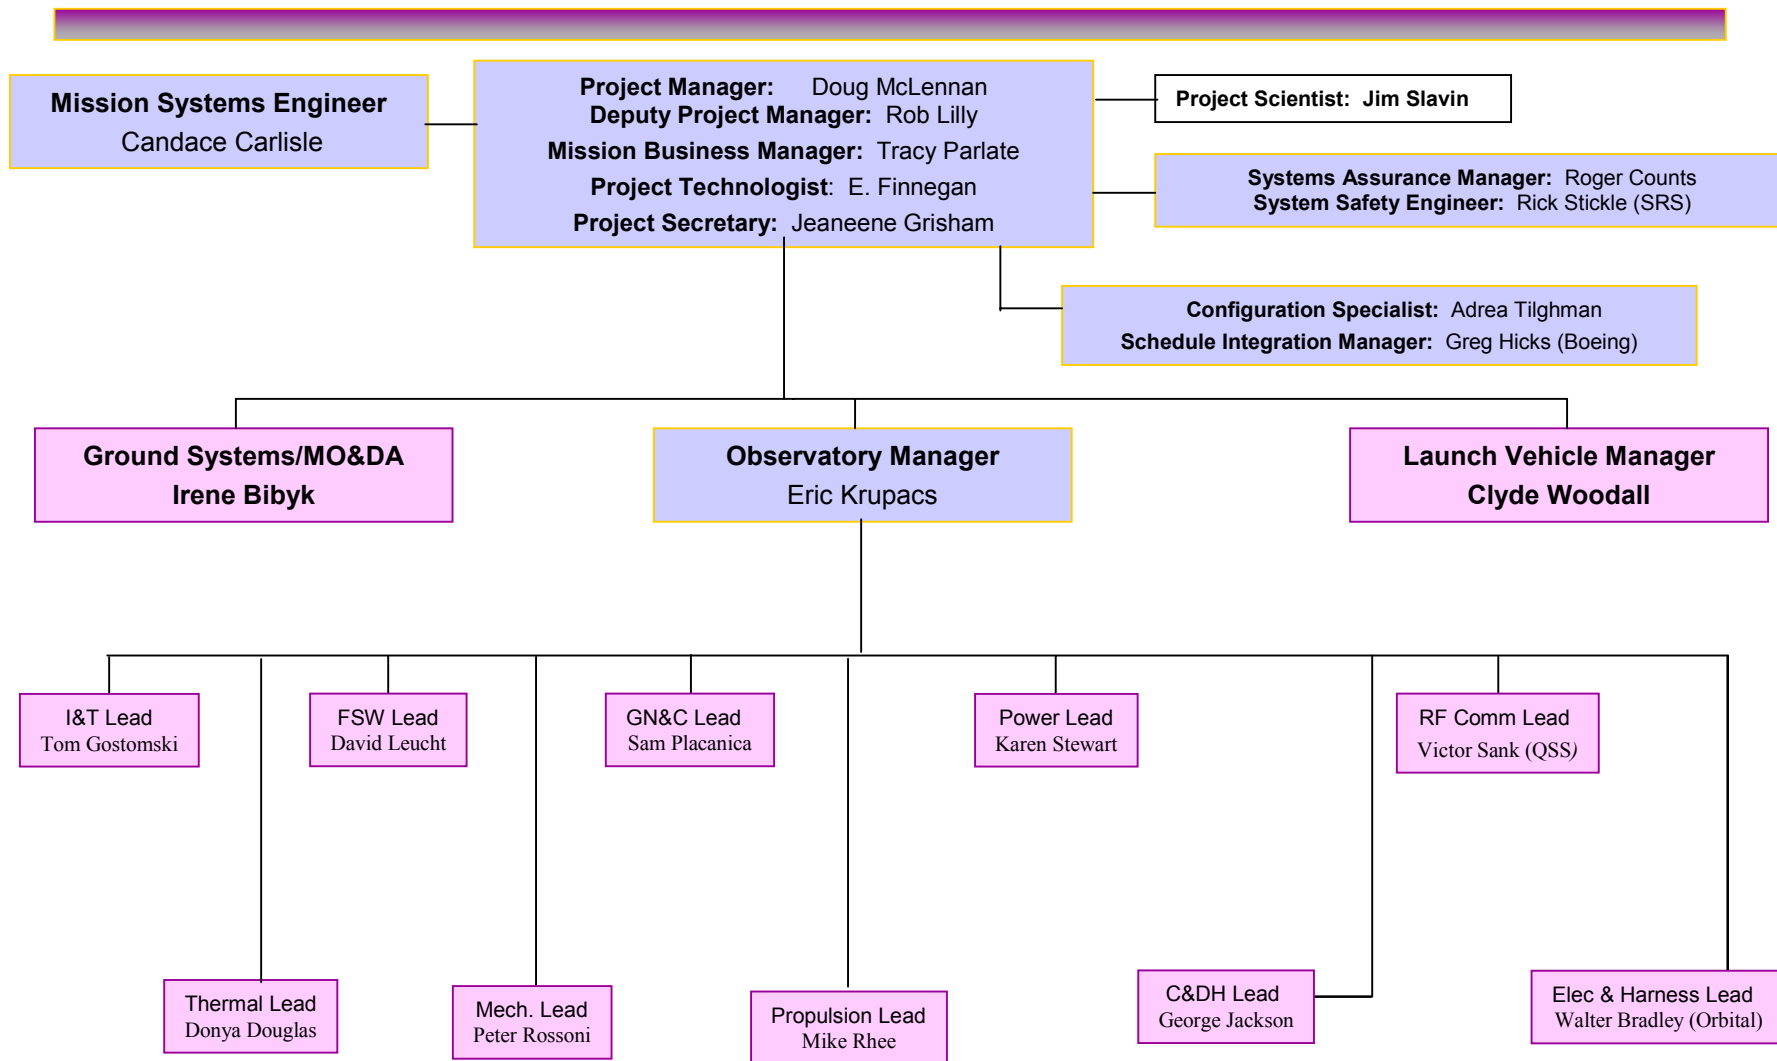 Mission Systems Engineer
Candace Carlisle
Project Manager: Doug McLennan
Deputy Project Manager: Rob Lilly
Mission Business Manager: Tracy Parlate
Project Technologist: E. Finnegan
Project Secretary: Jeaneene Grisham
Project Scientist: Jim Slavin
Systems Assurance Manager: Roger Counts
System Safety Engineer: Rick Stickle (SRS)
Configuration Specialist: Adrea Tilghman
Schedule Integration Manager: Greg Hicks (Boeing)
Ground Systems/MO&DA
Irene Bibyk
Observatory Manager
Eric Krupacs
Launch Vehicle Manager
Clyde Woodall
I&T Lead
Tom Gostomski
FSW Lead
David Leucht
GN&C Lead
Sam Placanica
Power Lead
Karen Stewart
RF Comm Lead
Victor Sank (QSS)
Thermal Lead
Donya Douglas
Mech. Lead
Peter Rossoni
Propulsion Lead
Mike Rhee
C&DH Lead
George Jackson
Elec & Harness Lead
Walter Bradley (Orbital)